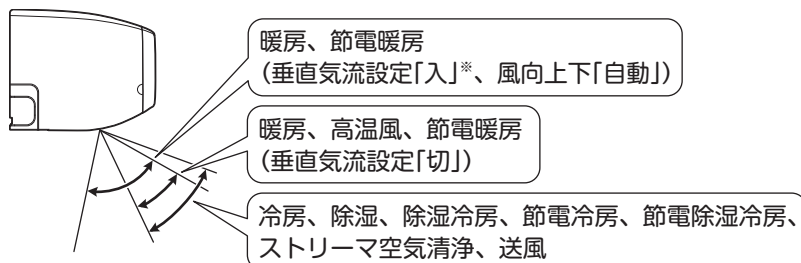 暖房、節電暖房
(垂直気流設定｢入｣※、風向上下｢自動｣)
暖房、高温風、節電暖房
(垂直気流設定｢切｣)
冷房、除湿、除湿冷房、節電冷房、節電除湿冷房、
ストリーマ空気清浄、送風